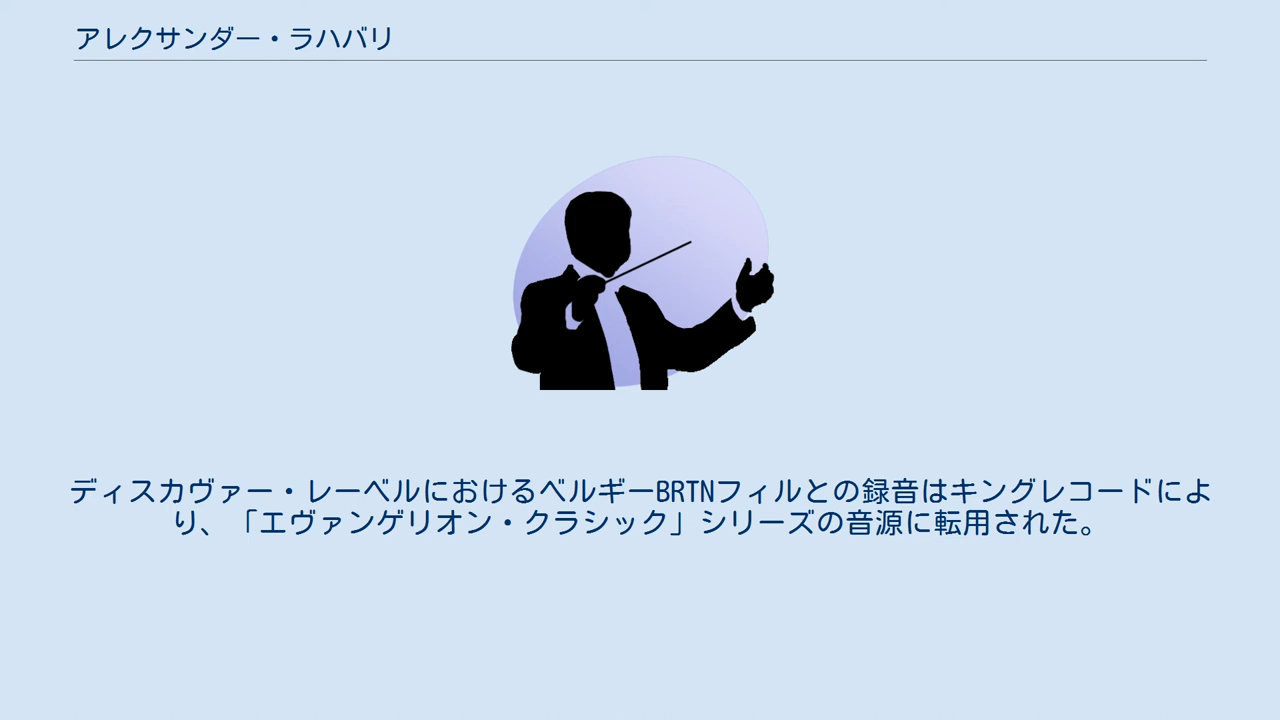 アレクサンダー・ラハバリ
ディスカヴァー・レーベルにおけるベルギーBRTNフィルとの録音はキングレコードによ
り、「エヴァンゲリオン・クラシック」シリーズの音源に転用された。